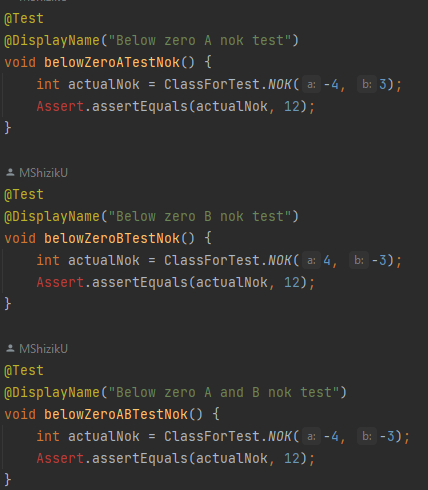 @Test
@DisplayName("Below zero A nok test")
void belowZeroATestNok() {
    int actualNok = ClassForTest.NOK( a: -4, b: 3);
    Assert.assertEquals(actualNok, 12);
}
MShizikU
@Test
@DisplayName("Below zero B nok test")
void belowZeroBTestNok() {
    int actualNok = ClassForTest.NOK( a: 4, b: -3);
    Assert.assertEquals(actualNok, 12);
}
MShizikU
@Test
@DisplayName("Below zero A and B nok test")
void belowZeroABTestNok() {
    int actualNok = ClassForTest.NOK( a: -4, b: -3);
    Assert.assertEquals(actualNok, 12);
}